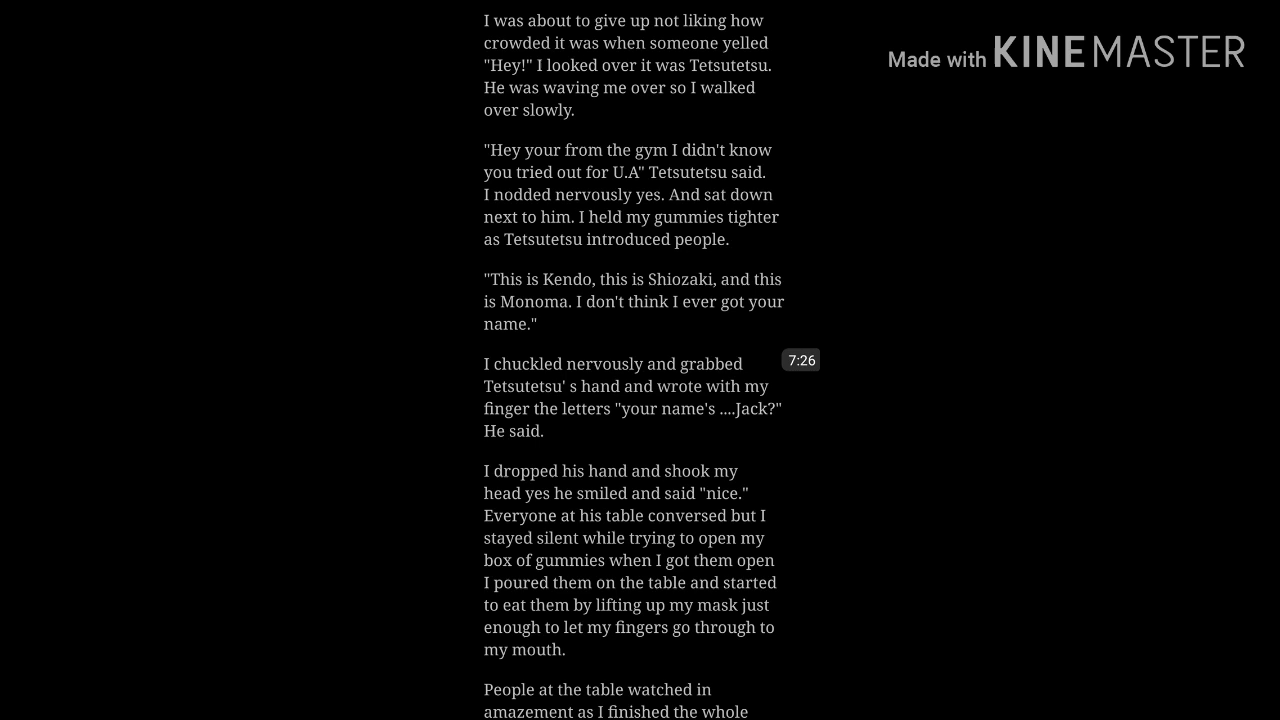 I was about to give up not liking how
crowded it was when someone yelled
"Hey!" I looked over it was Tetsutetsu.
He was waving me over so I walked
over slowly.
"Hey your from the gym I didn't know
you tried out for U.A" Tetsutetsu said.
I nodded nervously yes. And sat down
next to him. I held my gummies tighter
as Tetsutetsu introduced people.
"This is Kendo, this is Shiozaki, and this
is Monoma. I don't think I ever got your
name."
I chuckled nervously and grabbed
Tetsutetsu' s hand and wrote with my
finger the letters "your name's ....Jack?"
He said.
I dropped his hand and shook my
head yes he smiled and said "nice."
Everyone at his table conversed but I
stayed silent while trying to open my
box of gummies when I got them open
I poured them on the table and started
to eat them by lifting up my mask just
enough to let my fingers go through to
my mouth.
People at the table watched in
amazement as I finished the whole
7:26
Made with KINEMASTER